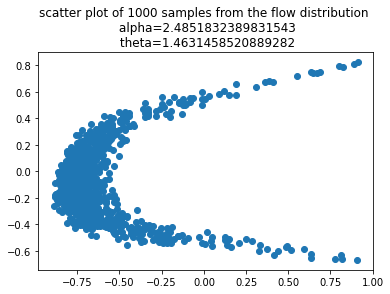 scatter plot of 1000 samples from the flow distribution
alpha=2.4851832389831543
theta=1.4631458520889282
0.8
0.6
0.4
0.2
0.0
−0.2
−0.4
−0.6
−0.75 −0.50 −0.25 0.00 0.25 0.50 0.75 1.00